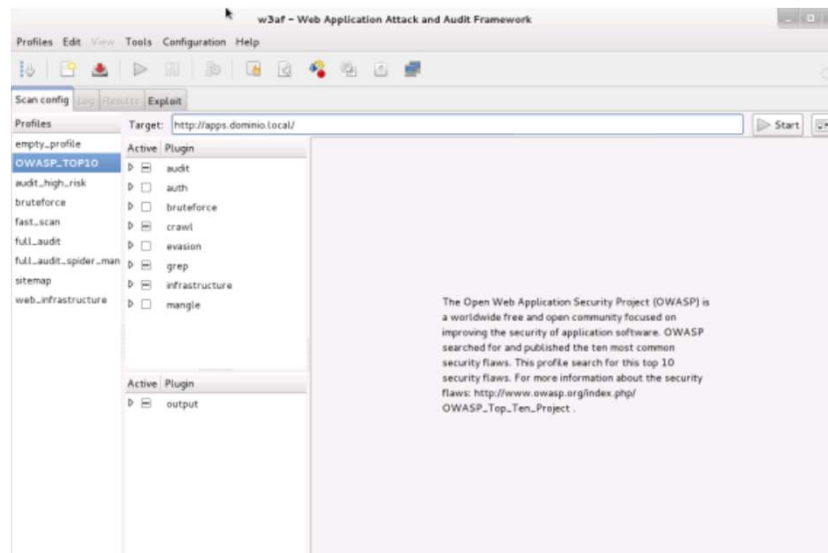 w3af - Web Application Attack and Audit Framework
Profiles Edit View Tools Configuration Help
Scan config Log Results Exploit
Profiles
empty_profile
OWASP_TOP10
audit_high_risk
bruteforce
fast_scan
full_audit
full_audit_spider_man
sitemap
web_infrastructure
Target: http://apps.dominio.local/ Start
Active Plugin
audit
auth
bruteforce
crawl
evasion
grep
infrastructure
mangle
Active Plugin
output
The Open Web Application Security Project (OWASP) is
a worldwide free and open community focused on
improving the security of application software. OWASP
searched for and published the ten most common
security flaws. This profile search for this top 10
security flaws. For more information about the security
flaws: http://www.owasp.org/index.php/
OWASP_Top_Ten_Project .